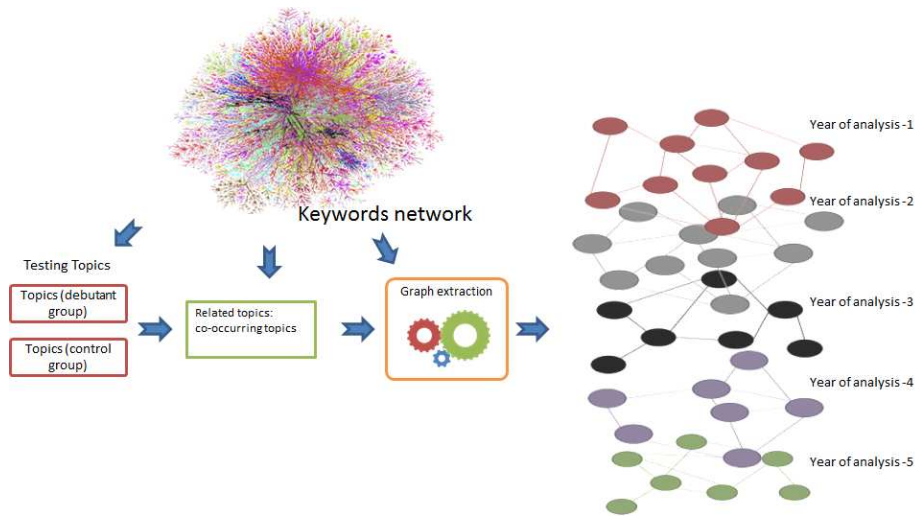 Keywords network
Testing Topics
Topics (debutant
group)
Topics (control
group)
Related topics:
co-occurring topics
Graph extraction
Year of analysis -1
Year of analysis -2
Year of analysis -3
Year of analysis -4
Year of analysis -5